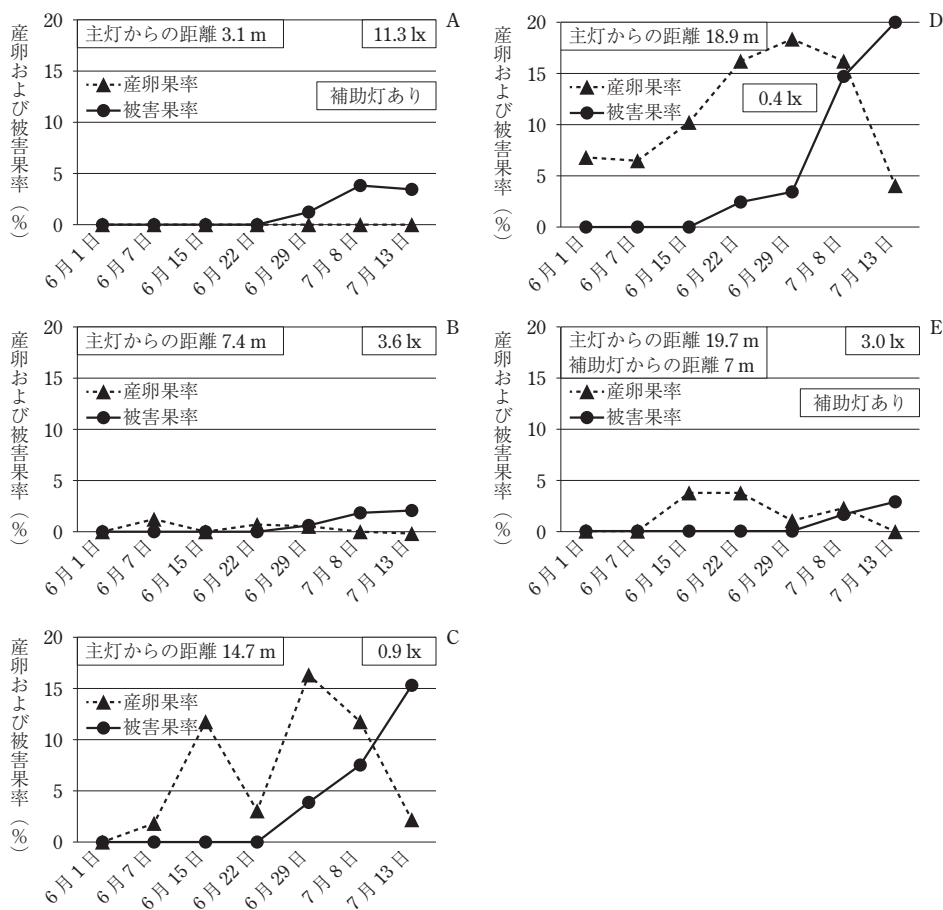 A
産卵および被害果率（%）
20
15
10
5
0
主灯からの距離 3.1 m
11.3 lx
産卵果率
被害果率
補助灯あり
6月1日
6月7日
6月15日
6月22日
6月29日
7月8日
7月13日
B
産卵および被害果率（%）
20
15
10
5
0
主灯からの距離 7.4 m
3.6 lx
産卵果率
被害果率
6月1日
6月7日
6月15日
6月22日
6月29日
7月8日
7月13日
C
産卵および被害果率（%）
20
15
10
5
0
主灯からの距離 14.7 m
0.9 lx
産卵果率
被害果率
6月1日
6月7日
6月15日
6月22日
6月29日
7月8日
7月13日
D
産卵および被害果率（%）
20
15
10
5
0
主灯からの距離 18.9 m
産卵果率
被害果率
0.4 lx
6月1日
6月7日
6月15日
6月22日
6月29日
7月8日
7月13日
E
産卵および被害果率（%）
20
15
10
5
0
主灯からの距離 19.7 m
補助灯からの距離 7 m
3.0 lx
産卵果率
被害果率
補助灯あり
6月1日
6月7日
6月15日
6月22日
6月29日
7月8日
7月13日